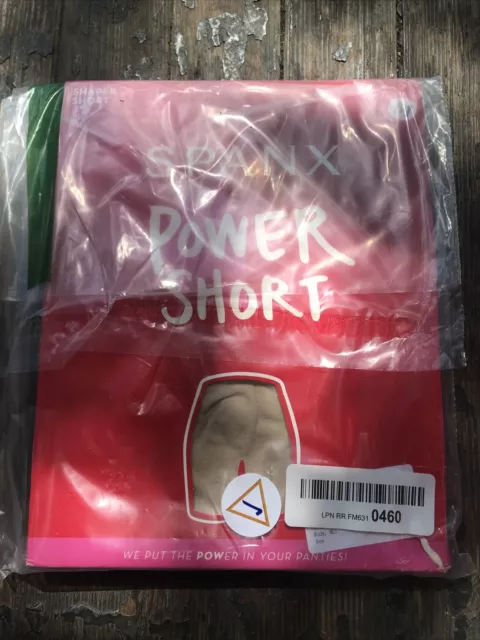 SHAPER
SHORT
SPANX
POWER
SHORT
J
LPN RR FM631 0460
WE PUT THE POWER IN YOUR PANTIES!